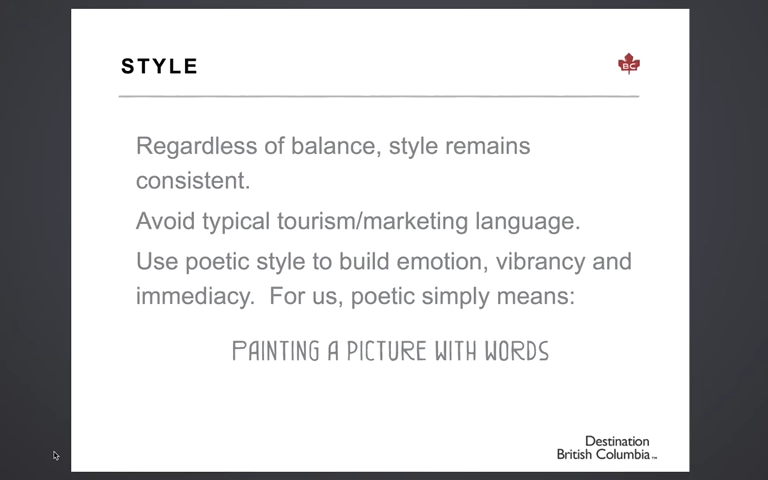 STYLE
BC
Regardless of balance, style remains
consistent.
Avoid typical tourism/marketing language.
Use poetic style to build emotion, vibrancy and
immediacy.  For us, poetic simply means:
PAINTING A PICTURE WITH WORDS
Destination
British Columbia™